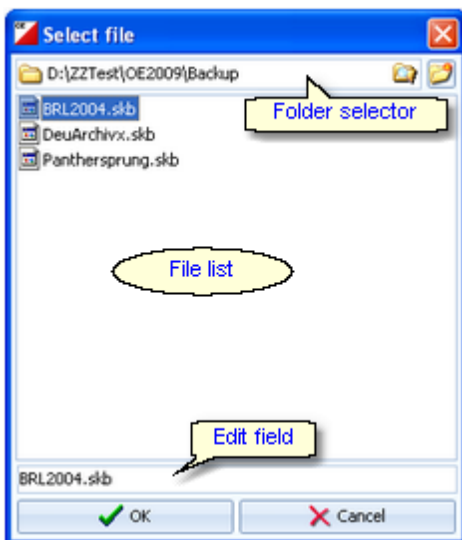 OE
Select file
D:\ZZTest\OE2009\Backup
Folder selector
BRL2004.skb
DeuArchivx.skb
Panthersprung.skb
File list
Edit field
BRL2004.skb
OK
Cancel